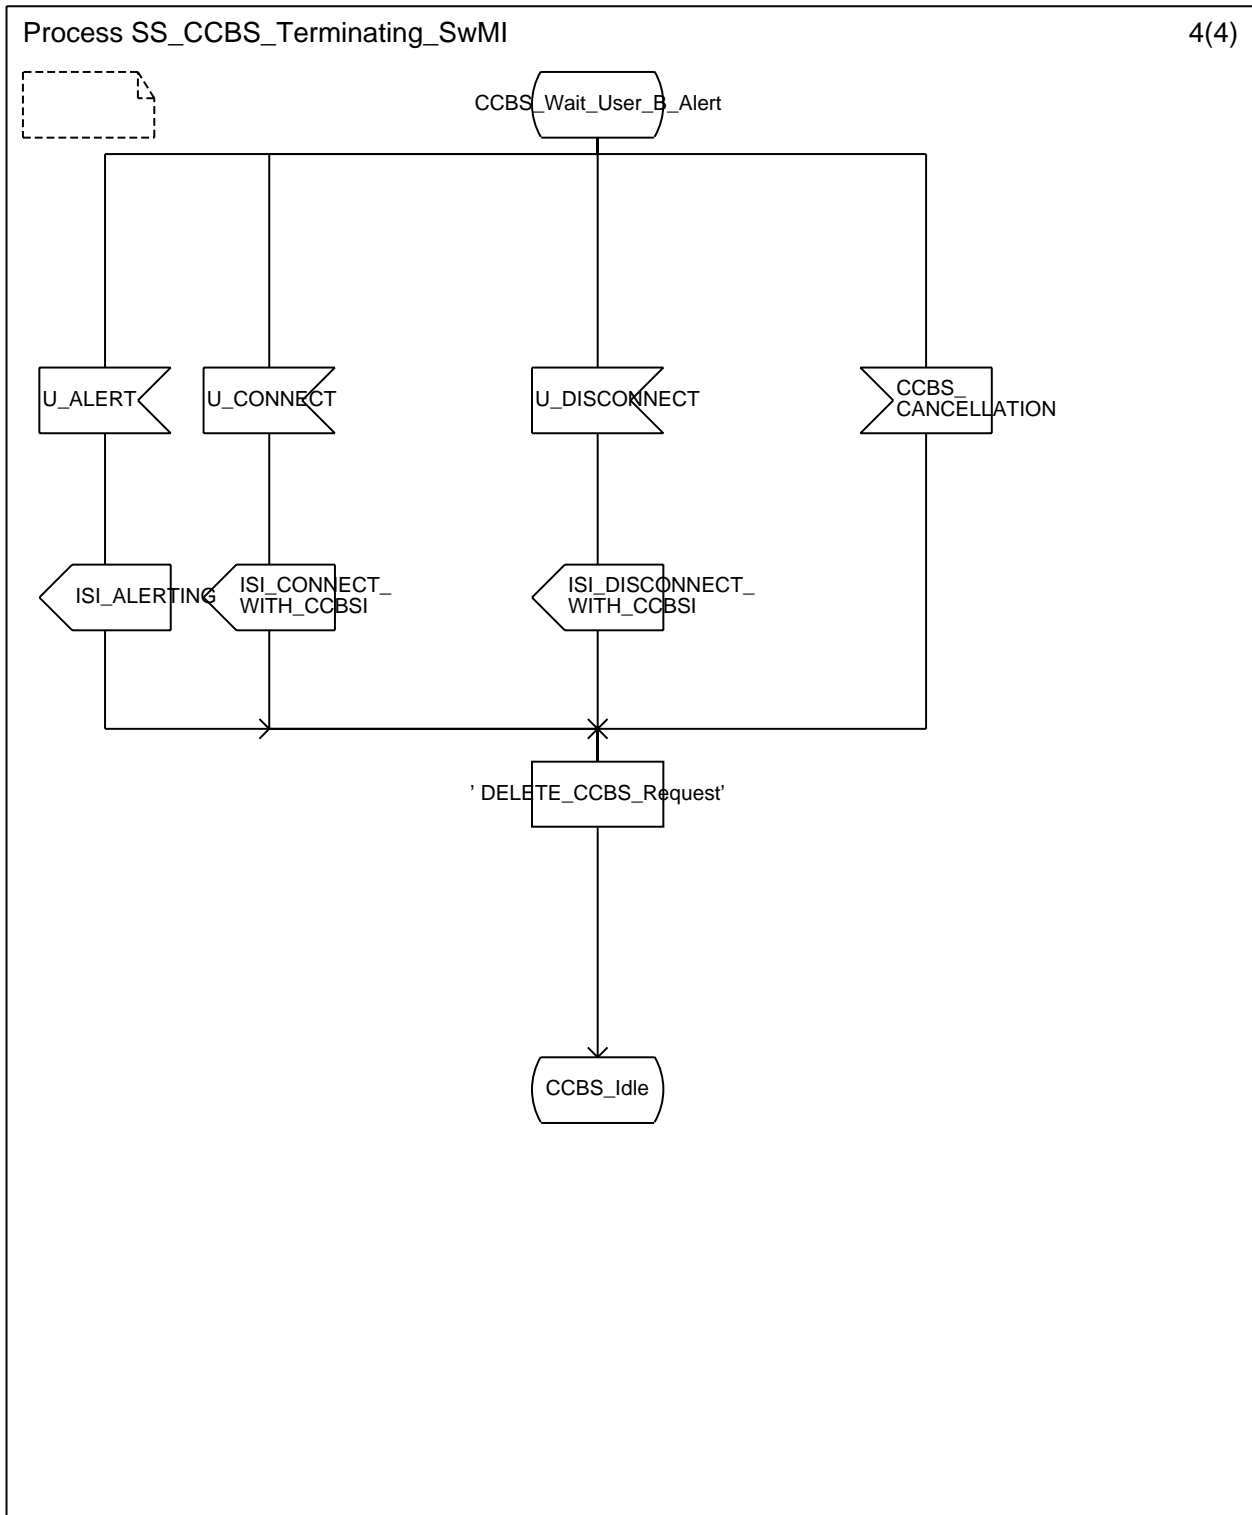 Process SS_CCBS_Terminating_SwMI
4(4)
CCBS_Wait_User_B_Alert
U_ALERT
U_CONNECT
U_DISCONNECT
CCBS_
CANCELLATION
ISI_ALERTING
ISI_CONNECT_
WITH_CCBSI
ISI_DISCONNECT_
WITH_CCBSI
’ DELETE_CCBS_Request’
CCBS_Idle